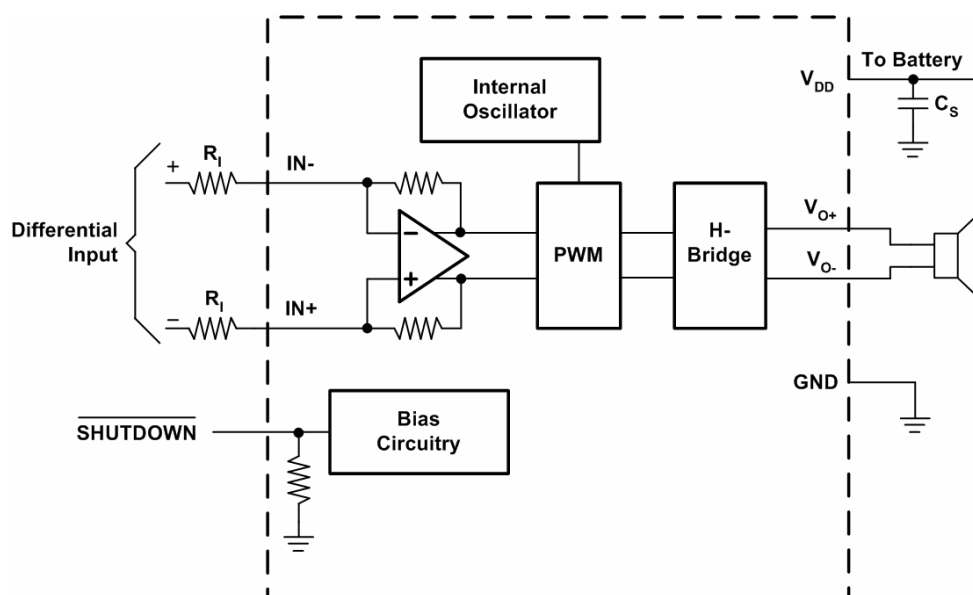 To Battery
V_DD
Internal
Oscillator
C_S
+
R_I
IN-
Differential
Input
−
+
PWM
H-
Bridge
V_O+
V_O-
−
R_I
IN+
GND
SHUTDOWN
Bias
Circuitry